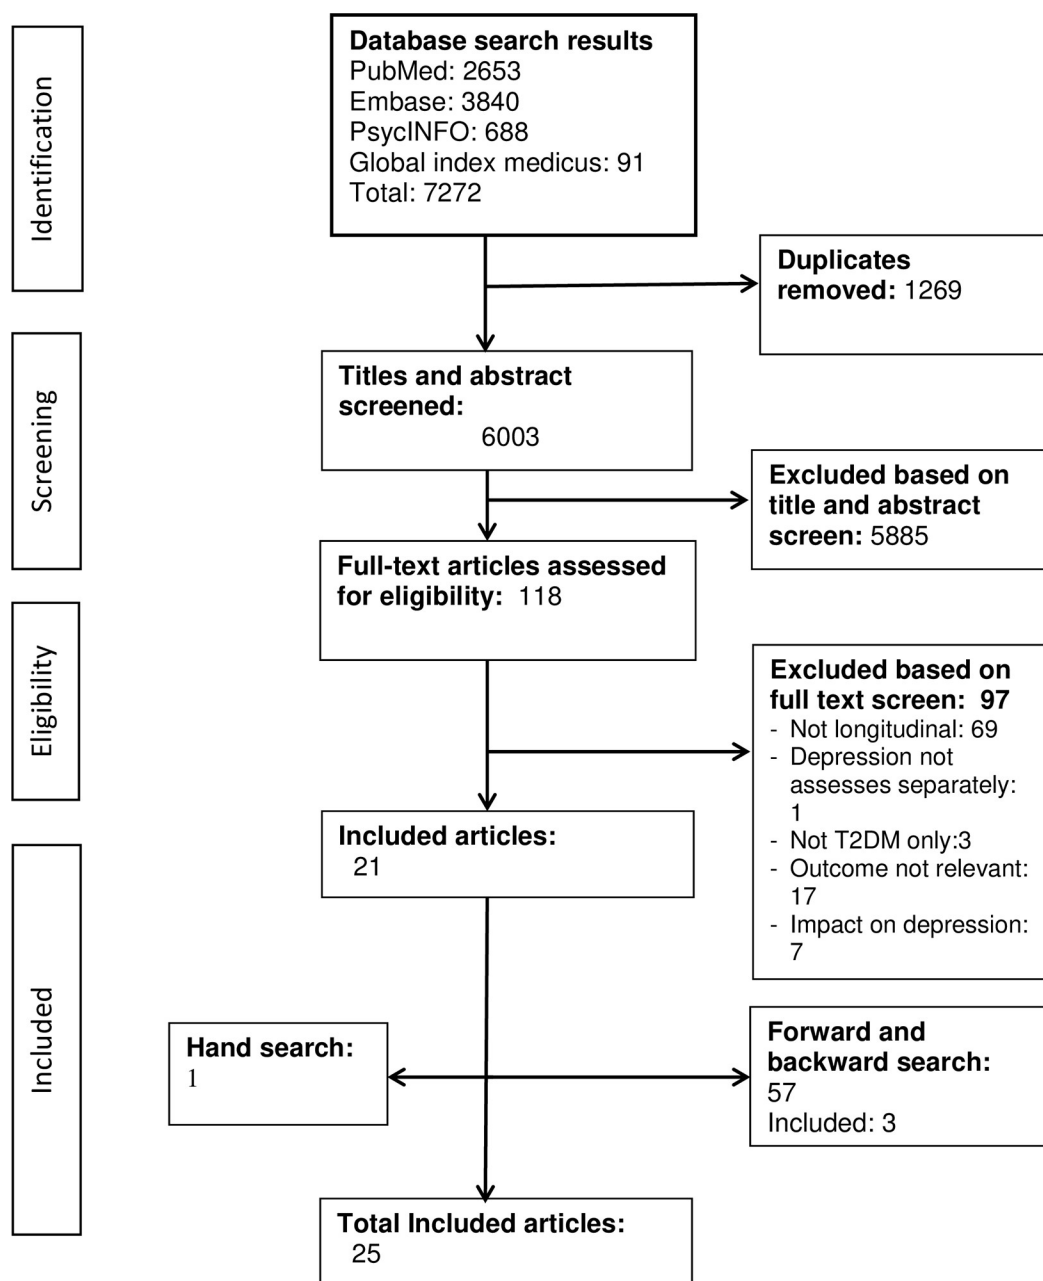 Identification
Database search results
PubMed: 2653
Embase: 3840
PsycINFO: 688
Global index medicus: 91
Total: 7272
Duplicates
removed: 1269
Screening
Titles and abstract
screened:
6003
Excluded based on
title and abstract
screen: 5885
Full-text articles assessed
for eligibility: 118
Eligibility
Excluded based on
full text screen: 97
- Not longitudinal: 69
- Depression not
assesses separately:
1
- Not T2DM only:3
- Outcome not relevant:
17
- Impact on depression:
7
Included articles:
21
Included
Hand search:
1
Forward and
backward search:
57
Included: 3
Total Included articles:
25